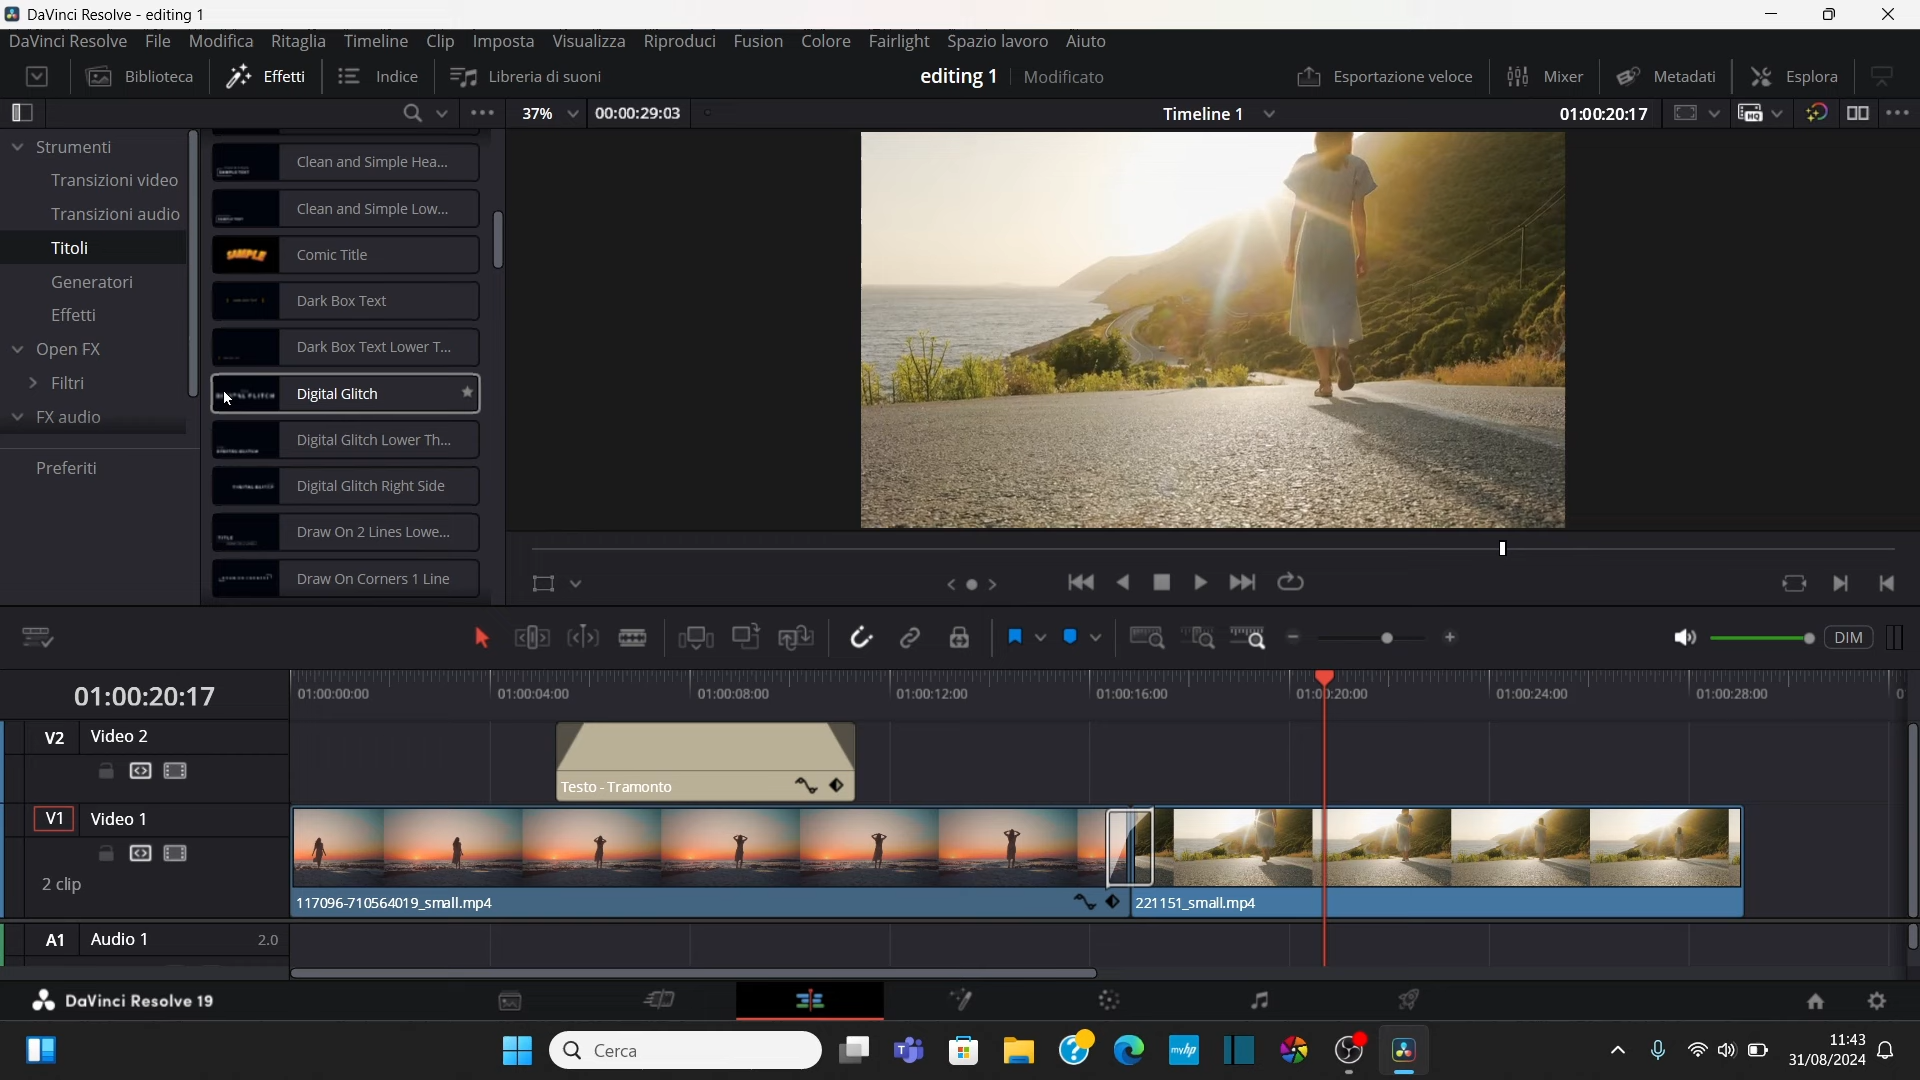 DaVinci Resolve - editing 1
DaVinci Resolve File Modifica Ritaglia Timeline Clip Imposta Visualizza Riproduci Fusion Colore Fairlight Spazio lavoro Aiuto
Biblioteca Effetti Indice Libreria di suoni editing 1 Modificato Esportazione veloce Mixer Metadati Esplora
37% 00:00:29:03 Timeline 1 01:00:20:17
Strumenti
Transizioni video
Transizioni audio
Titoli
Generatori
Effetti
Open FX
Filtri
FX audio
Preferiti
Clean and Simple Hea...
Clean and Simple Low...
SAMPLE Comic Title
Dark Box Text
Dark Box Text Lower T...
Digital Glitch
Digital Glitch Lower Th...
Digital Glitch Right Side
Draw On 2 Lines Lowe...
Draw On Corners 1 Line
DIM
01:00:20:17
01:00:00:00 01:00:04:00 01:00:08:00 01:00:12:00 01:00:16:00 01:00:20:00 01:00:24:00 01:00:28:00
V2 Video 2
Testo - Tramonto
V1 Video 1
2 clip
117096-710564019_small.mp4 221151_small.mp4
A1 Audio 1 2.0
DaVinci Resolve 19
Cerca
myhp
11:43
31/08/2024